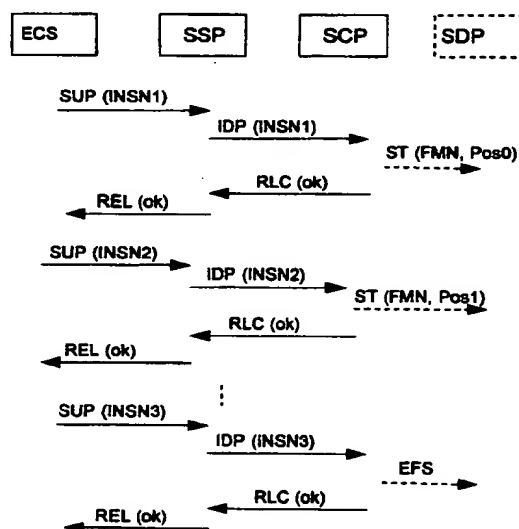 ECS SSP SCP SDP
SUP (INSN1)
IDP (INSN1)
ST (FMN, Pos0)
RLC (ok)
REL (ok)
SUP (INSN2)
IDP (INSN2)
ST (FMN, Pos1)
RLC (ok)
REL (ok)
SUP (INSN3)
IDP (INSN3)
EFS
RLC (ok)
REL (ok)